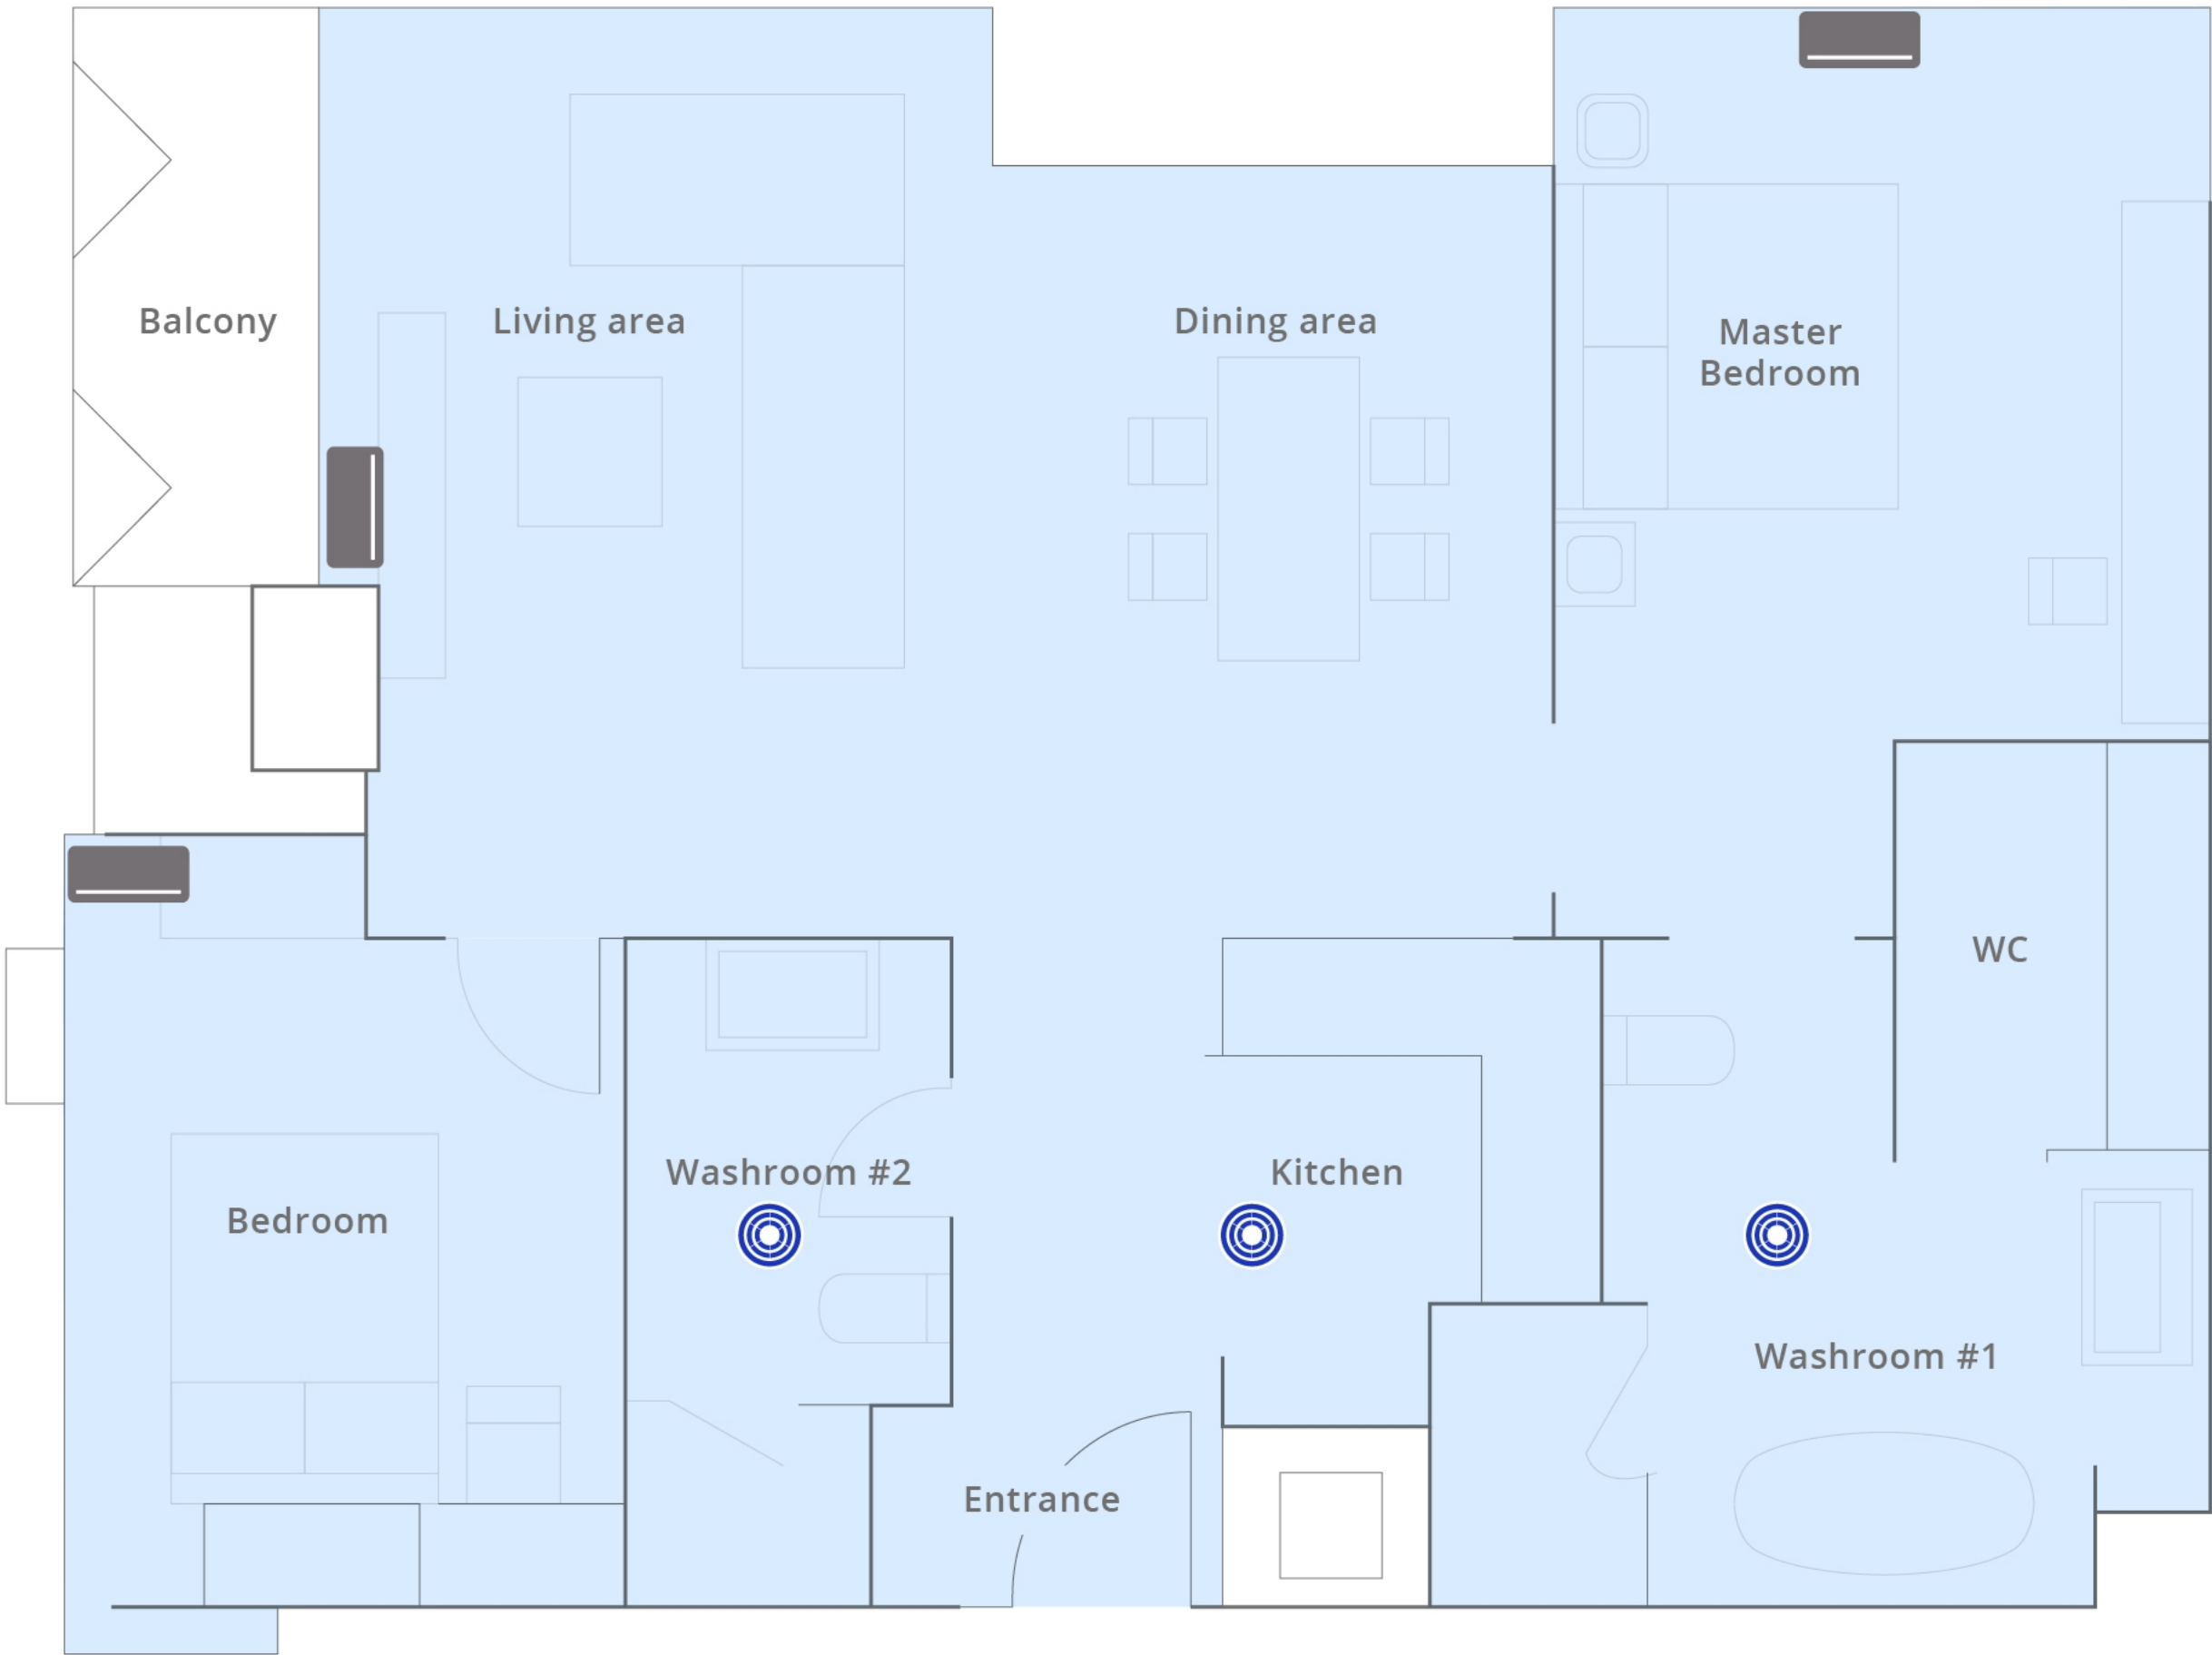 Balcony
Living area
Dining area
Master
Bedroom
WC
Washroom #2
Kitchen
Bedroom
Washroom #1
Entrance